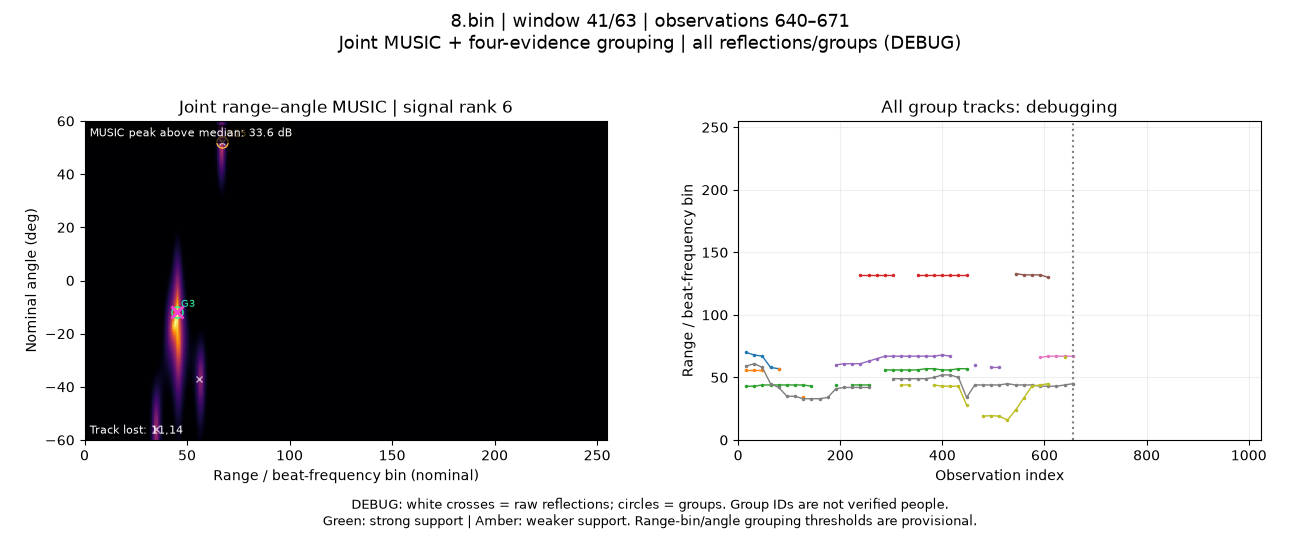 8.bin | window 41/63 | observations 640–671
Joint MUSIC + four-evidence grouping | all reflections/groups (DEBUG)
Joint range–angle MUSIC | signal rank 6
MUSIC peak above median: 33.6 dB
G3
Track lost: 11,14
60
40
20
0
−20
−40
−60
0
50
100
150
200
250
Nominal angle (deg)
Range / beat-frequency bin (nominal)
All group tracks: debugging
250
200
150
100
50
0
0
200
400
600
800
1000
Range / beat-frequency bin
Observation index
DEBUG: white crosses = raw reflections; circles = groups. Group IDs are not verified people.
Green: strong support | Amber: weaker support. Range-bin/angle grouping thresholds are provisional.